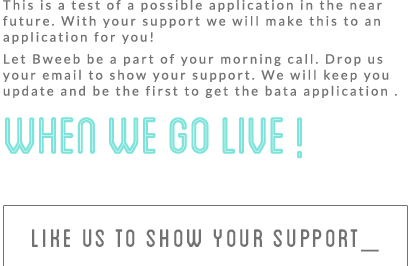 This is a test of a possible application in the near
future. With your support we will make this to an
application for you!
Let Bweeb be a part of your morning call. Drop us
your email to show your support. We will keep you
update and be the first to get the bata application .
WHEN WE GO LIVE !
LIKE US TO SHOW YOUR SUPPORT_